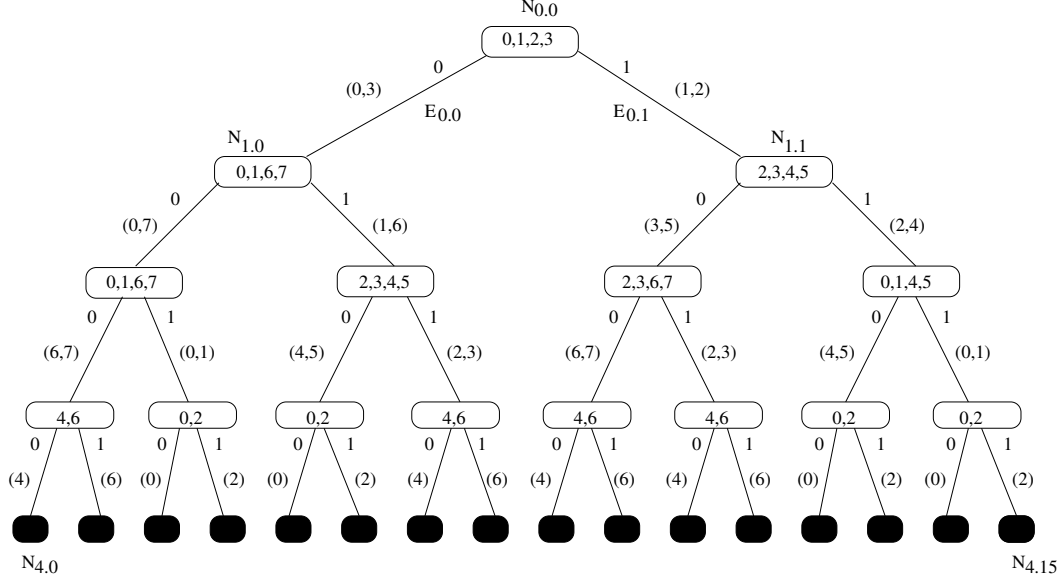 N0.0
0,1,2,3
0 1
(0,3) (1,2)
E0.0 E0.1
N1.0 N1.1
0,1,6,7 2,3,4,5
0 1 0 1
(0,7) (1,6) (3,5) (2,4)
0,1,6,7 2,3,4,5 2,3,6,7 0,1,4,5
0 1 0 1 0 1 0 1
(6,7) (0,1) (4,5) (2,3) (6,7) (2,3) (4,5) (0,1)
4,6 0,2 0,2 4,6 4,6 4,6 0,2 0,2
0 1 0 1 0 1 0 1 0 1 0 1 0 1 0 1
(4) (6) (0) (2) (0) (2) (4) (6) (4) (6) (4) (6) (0) (2) (0) (2)
N4.0 N4.15